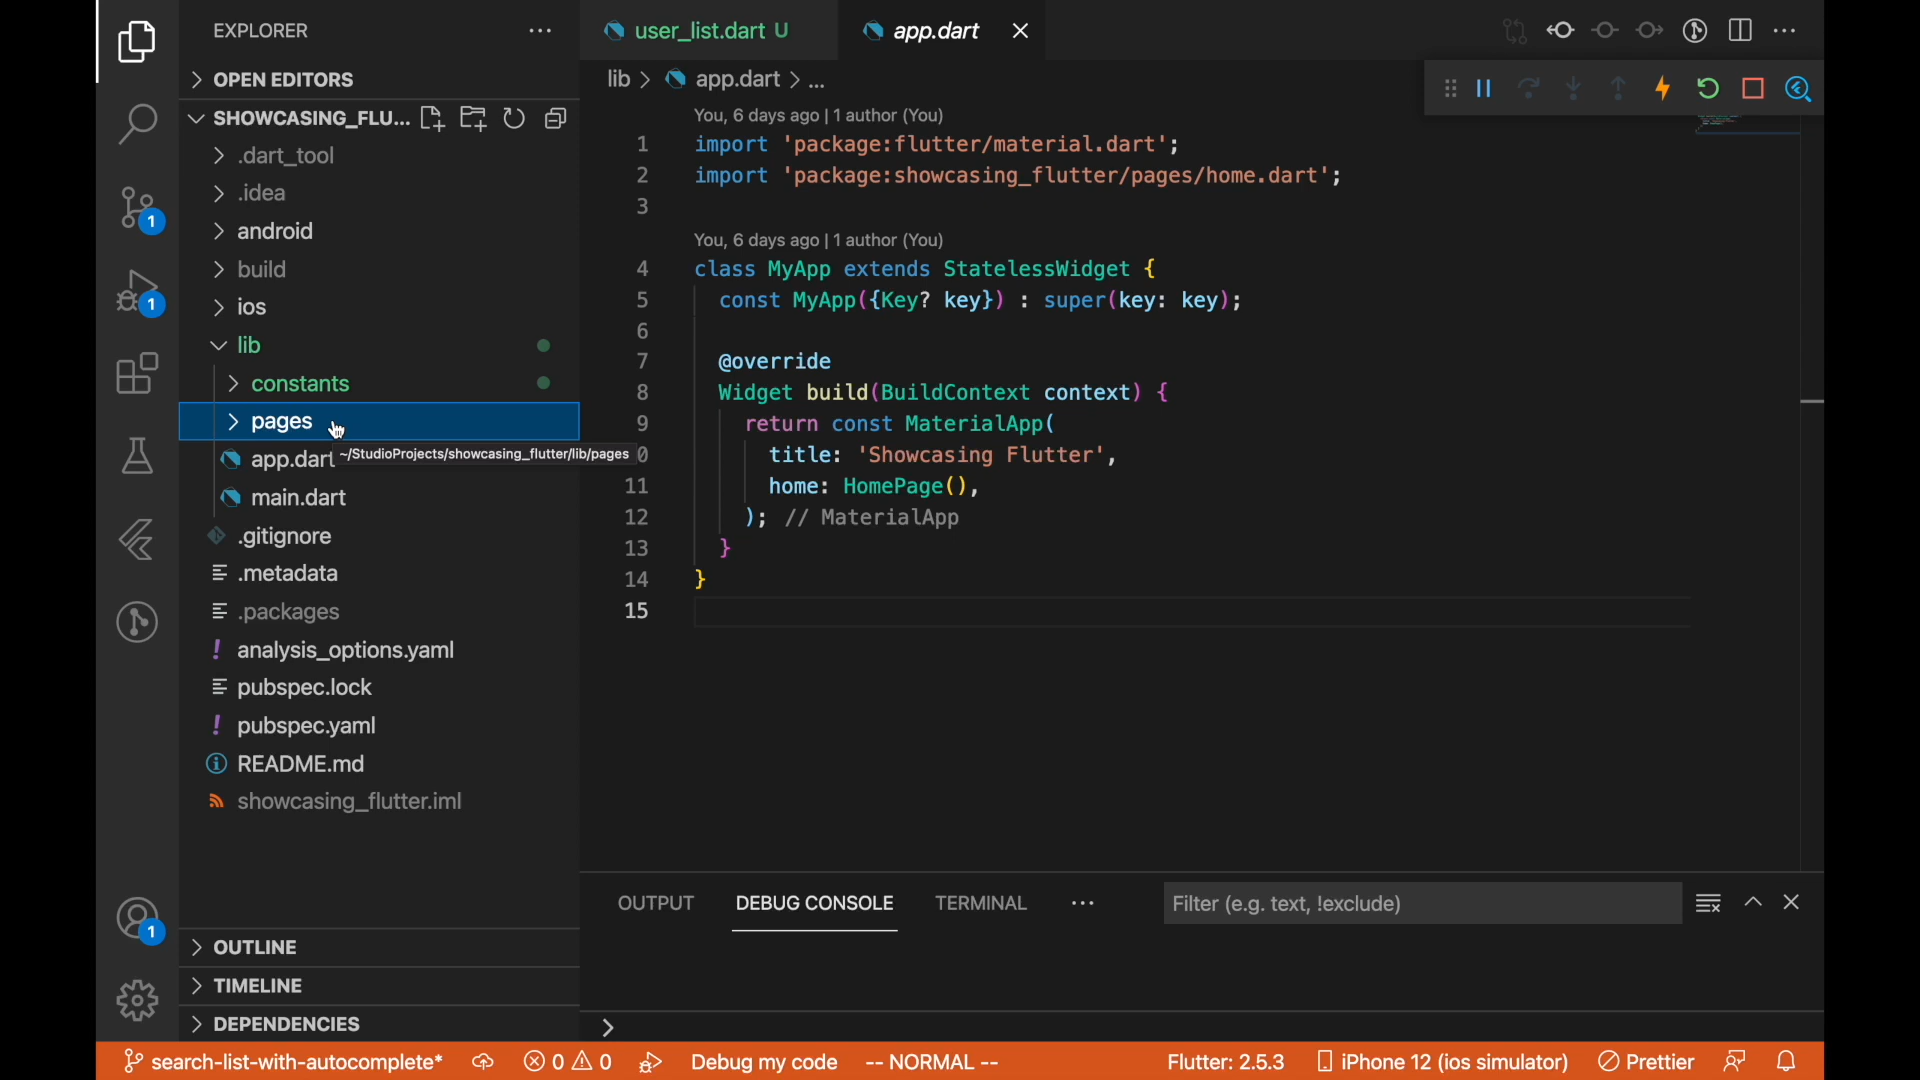 EXPLORER
OPEN EDITORS
SHOWCASING_FLU...
.dart_tool
.idea
android
build
ios
lib
constants
pages
app.dart
~/StudioProjects/showcasing_flutter/lib/pages
main.dart
.gitignore
.metadata
.packages
analysis_options.yaml
pubspec.lock
pubspec.yaml
README.md
showcasing_flutter.iml
OUTLINE
TIMELINE
DEPENDENCIES
1
1
1
user_list.dart U
app.dart
lib > app.dart > ...
You, 6 days ago | 1 author (You)
1 import 'package:flutter/material.dart';
2 import 'package:showcasing_flutter/pages/home.dart';
3
You, 6 days ago | 1 author (You)
4 class MyApp extends StatelessWidget {
5 const MyApp({Key? key}) : super(key: key);
6
7 @override
8 Widget build(BuildContext context) {
9 return const MaterialApp(
0 title: 'Showcasing Flutter',
11 home: HomePage(),
12 ); // MaterialApp
13 }
14 }
15
OUTPUT DEBUG CONSOLE TERMINAL
Filter (e.g. text, !exclude)
search-list-with-autocomplete* 0 0 Debug my code -- NORMAL -- Flutter: 2.5.3 iPhone 12 (ios simulator) Prettier